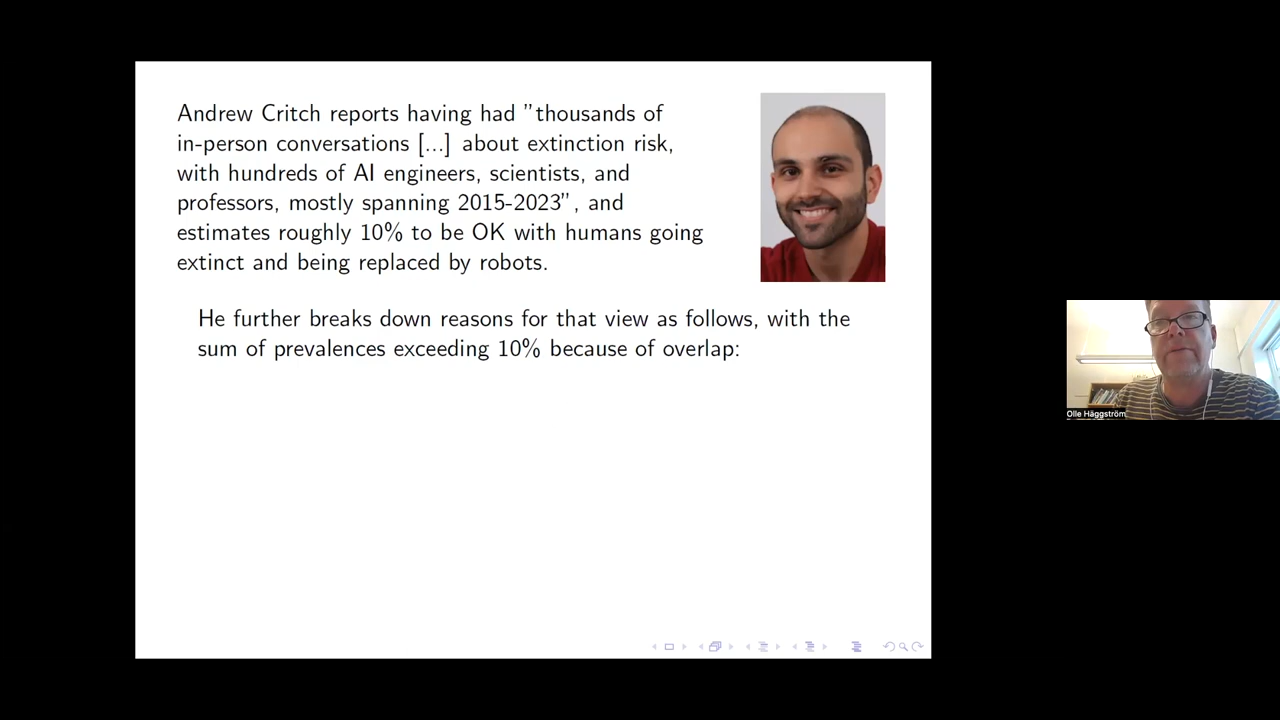 Andrew Critch reports having had ”thousands of
in-person conversations [...] about extinction risk,
with hundreds of AI engineers, scientists, and
professors, mostly spanning 2015-2023”, and
estimates roughly 10% to be OK with humans going
extinct and being replaced by robots.
He further breaks down reasons for that view as follows, with the
sum of prevalences exceeding 10% because of overlap:
Olle Häggström